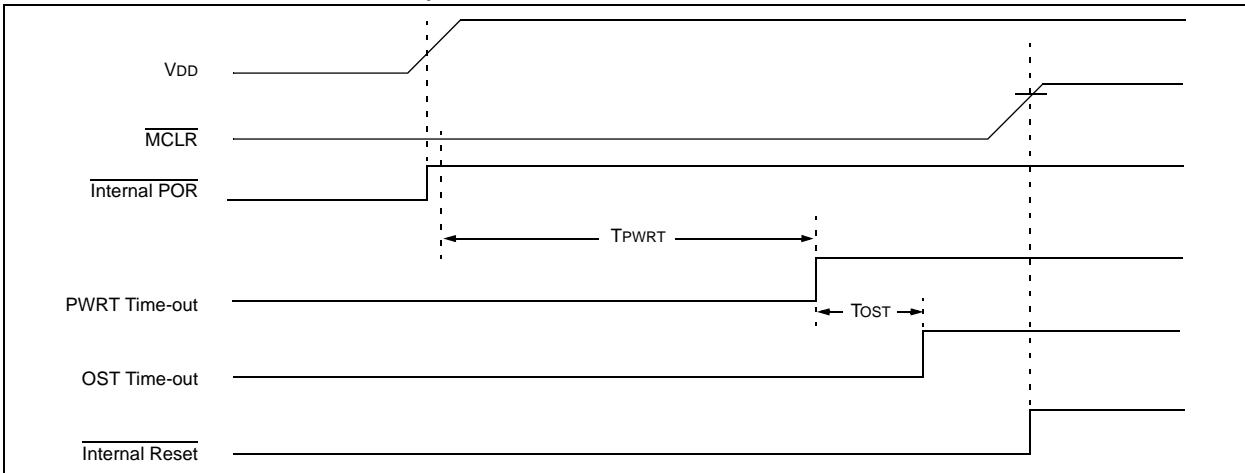 VDD
MCLR
Internal POR
TPWRT
PWRT Time-out
TOST
OST Time-out
Internal Reset